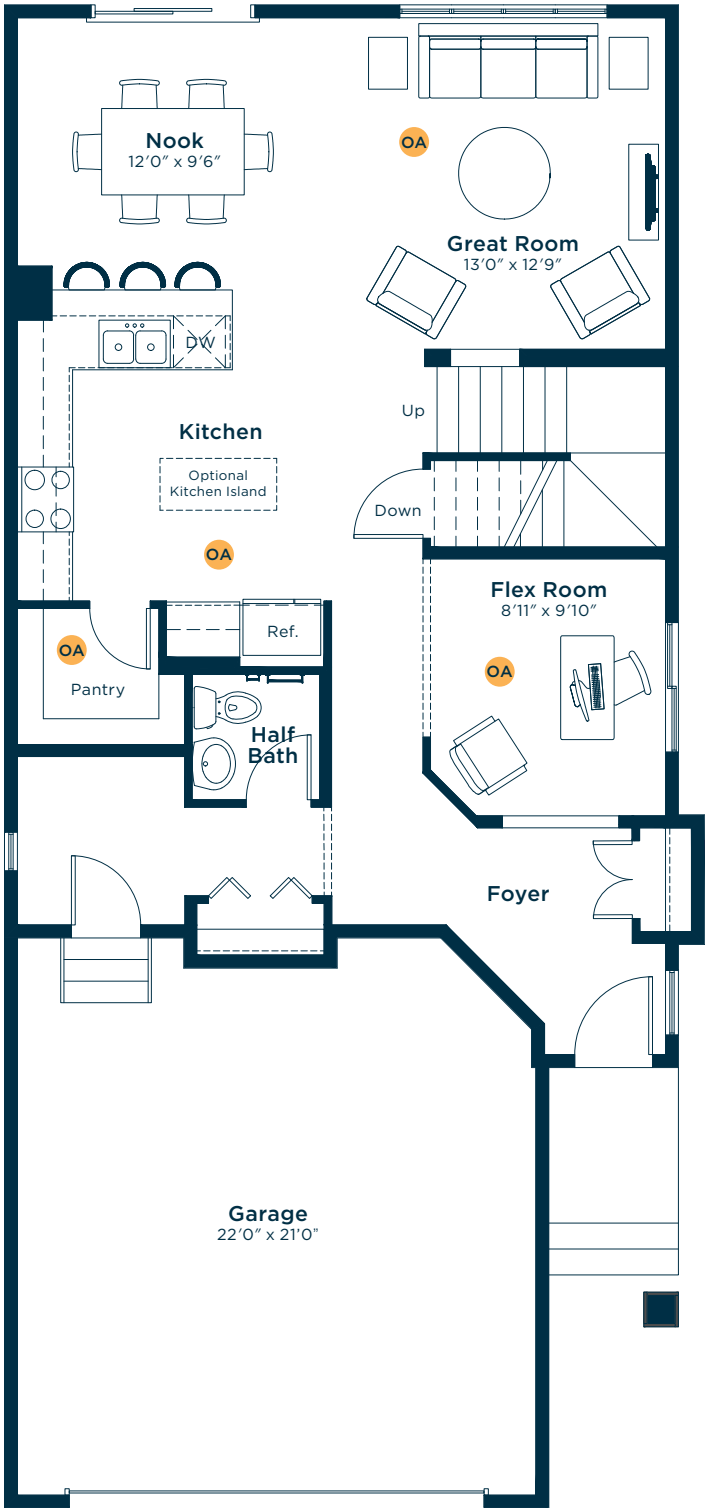 Nook
12'0" x 9'6"
OA
Great Room
13'0" x 12'9"
DW
Up
Kitchen
Optional
Kitchen Island
Down
OA
Flex Room
8'11" x 9'10"
Ref.
OA
Pantry
OA
Half
Bath
Foyer
Garage
22'0" x 21'0"